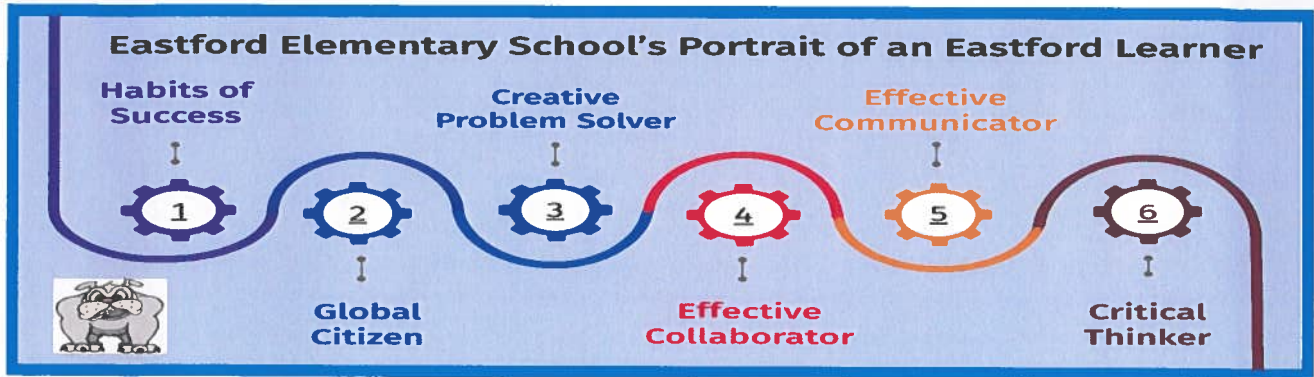 Eastford Elementary School's Portrait of an Eastford Learner
Habits of
Success
Creative
Problem Solver
Effective
Communicator
1
2
3
4
5
6
Global
Citizen
Effective
Collaborator
Critical
Thinker